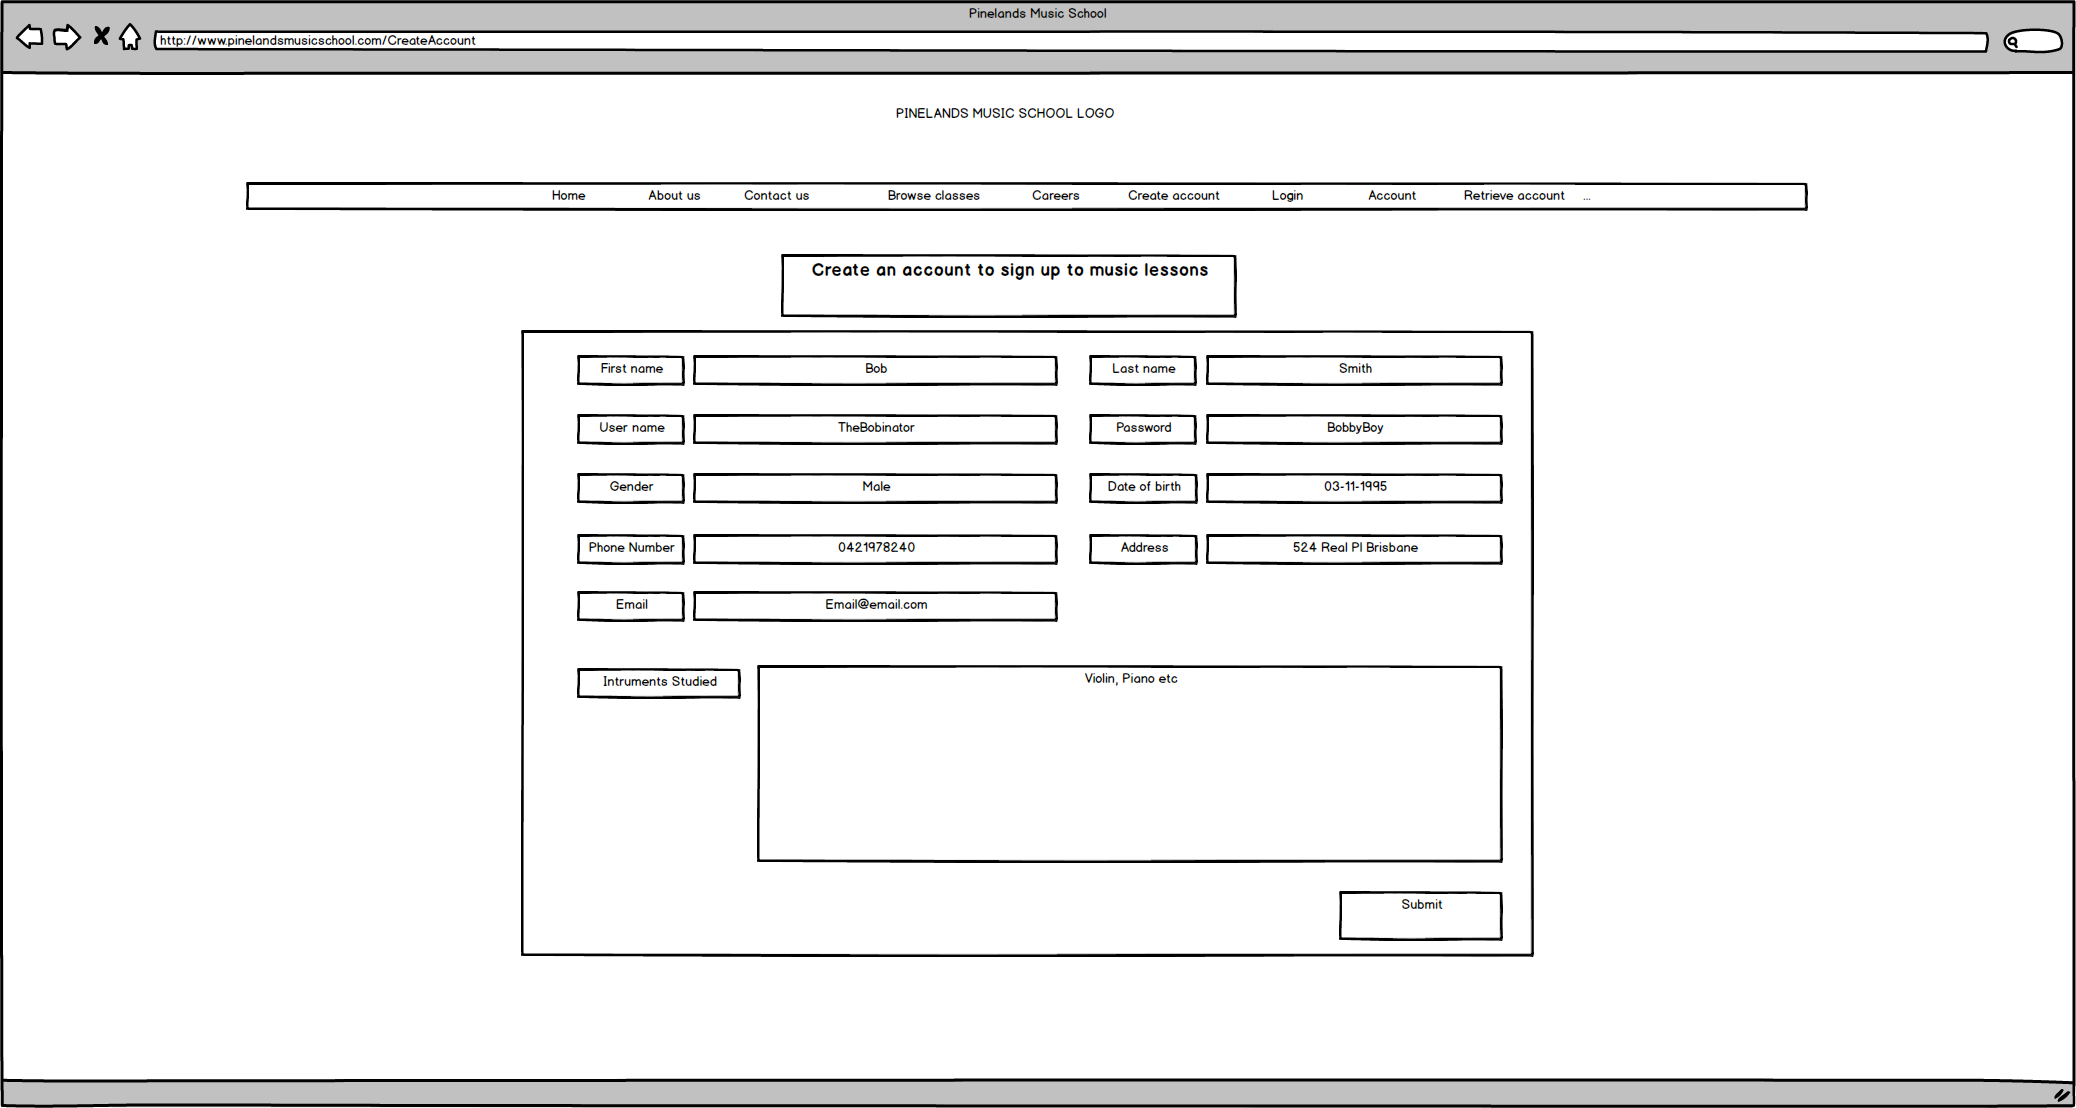 Pinelands Music School
http://www.pinelandsmusicschool.com/CreateAccount
PINELANDS MUSIC SCHOOL LOGO
Home About us Contact us Browse classes Careers Create account Login Account Retrieve account ...
Create an account to sign up to music lessons
First name Bob Last name Smith
User name TheBobinator Password BobbyBoy
Gender Male Date of birth 03-11-1995
Phone Number 0421978240 Address 524 Real Pl Brisbane
Email Email@email.com
Intruments Studied Violin, Piano etc
Submit